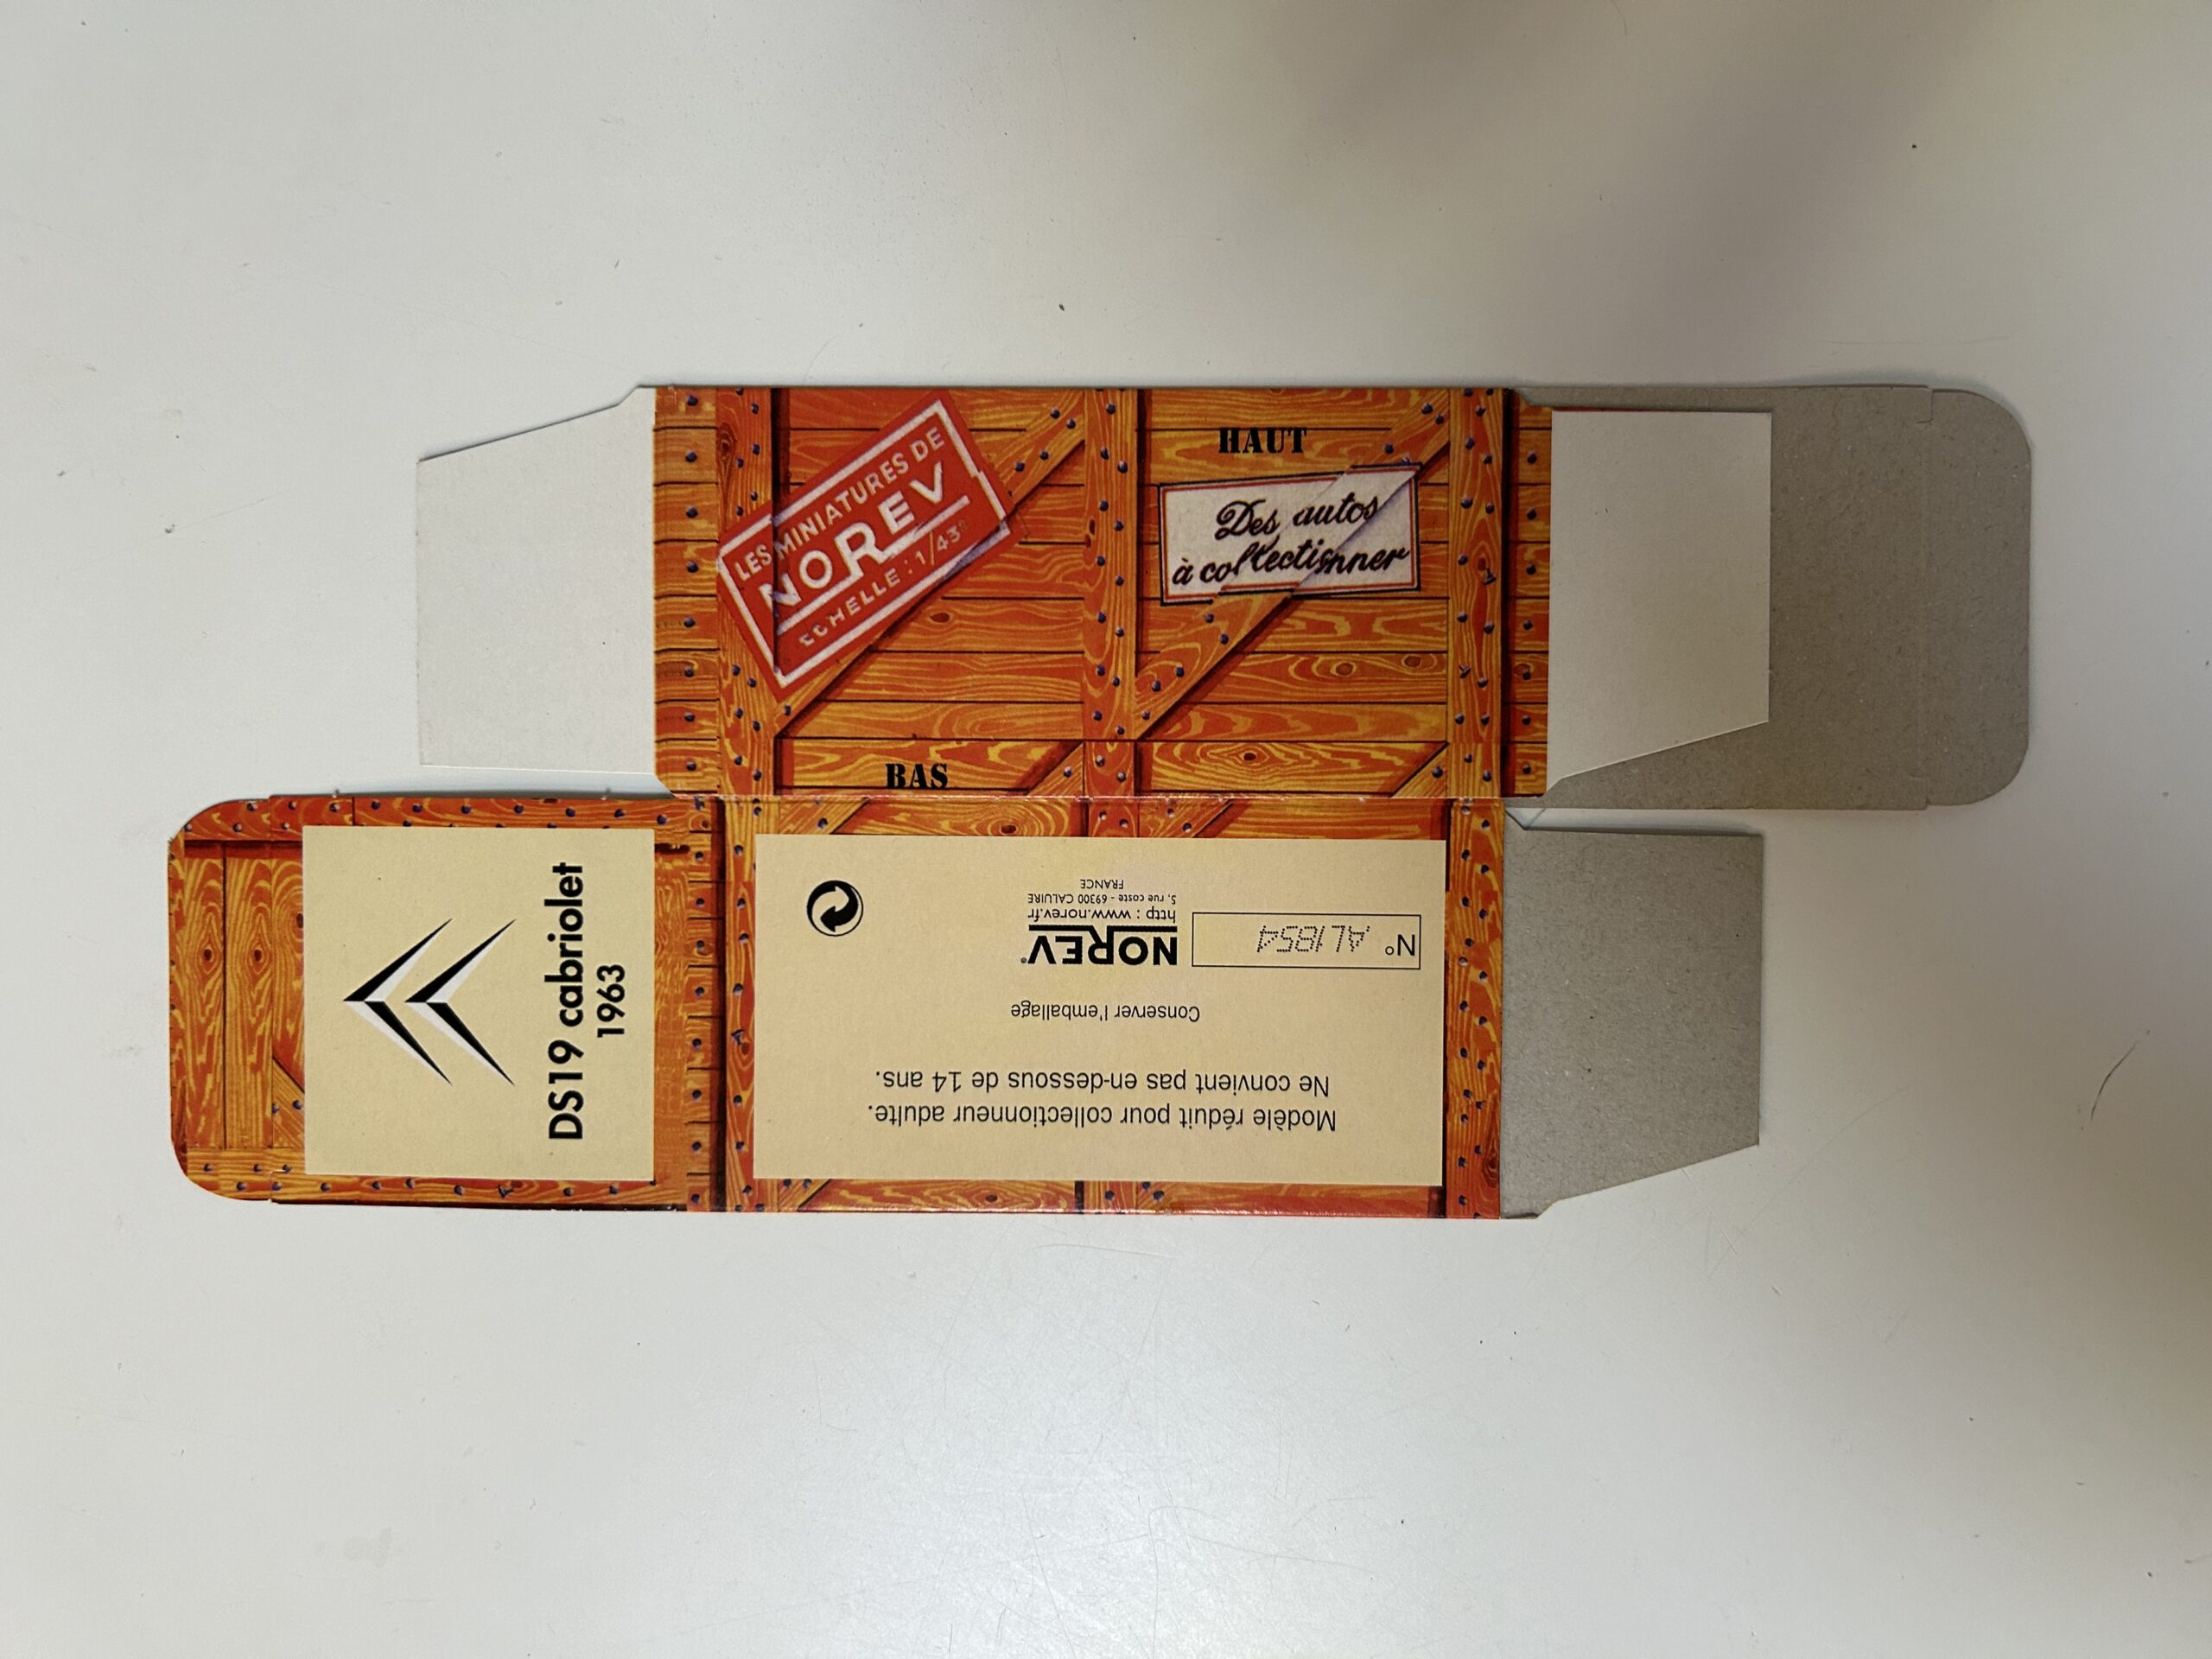 LES MINIATURES DE
NOREV
ECHELLE : 1/43e
HAUT
Des autos
à collectionner
BAS
DS19 cabriolet
1963
Modèle réduit pour collectionneur adulte.
Ne convient pas en-dessous de 14 ans.
Conserver l'emballage
N° AL1854
NOREV®
http : www.norev.fr
5, rue coste - 69300 CALUIRE
FRANCE